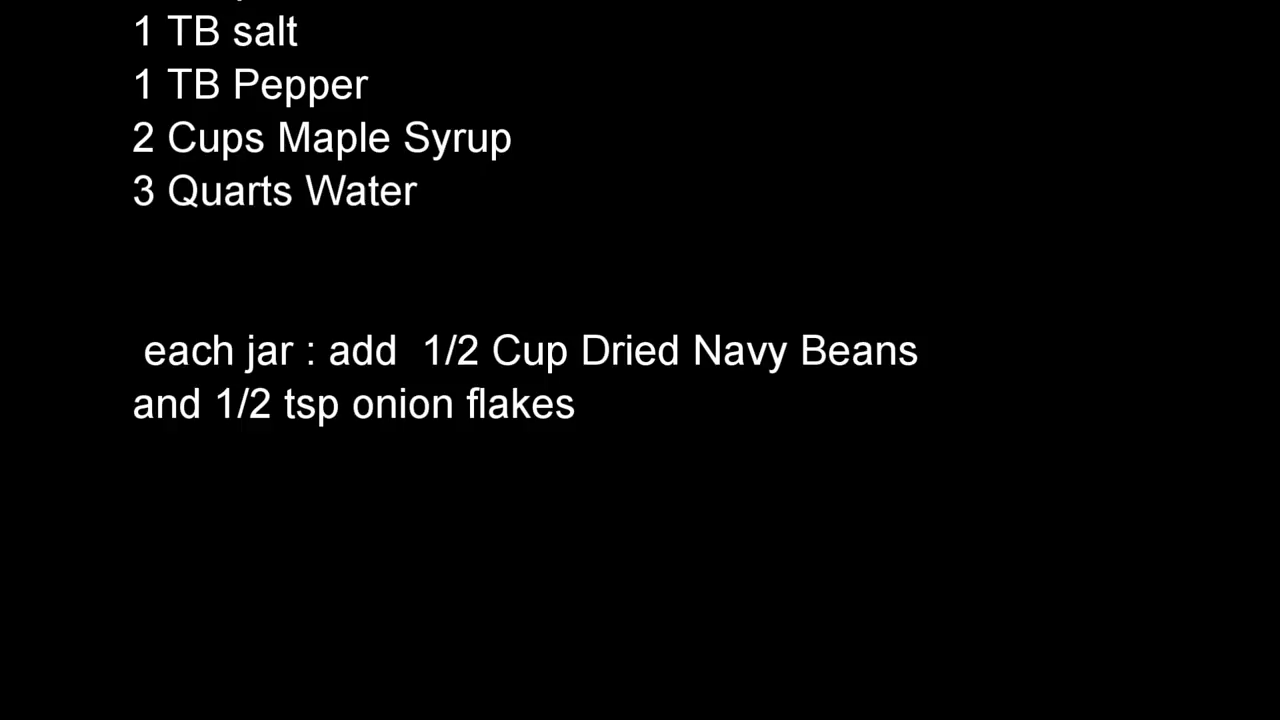 1 TB salt
1 TB Pepper
2 Cups Maple Syrup
3 Quarts Water
each jar : add  1/2 Cup Dried Navy Beans
and 1/2 tsp onion flakes